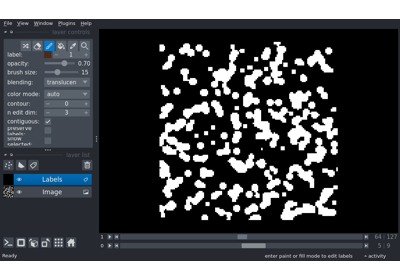 File View Window Plugins Help
layer controls
label: 1
opacity: 0.70
brush size: 15
blending: translucen
color mode: auto
contour: 0
n edit dim: 3
contiguous:
preserve labels:
show selected:
layer list
Labels
Image
1 64 127
0 5 9
Ready enter paint or fill mode to edit labels activity